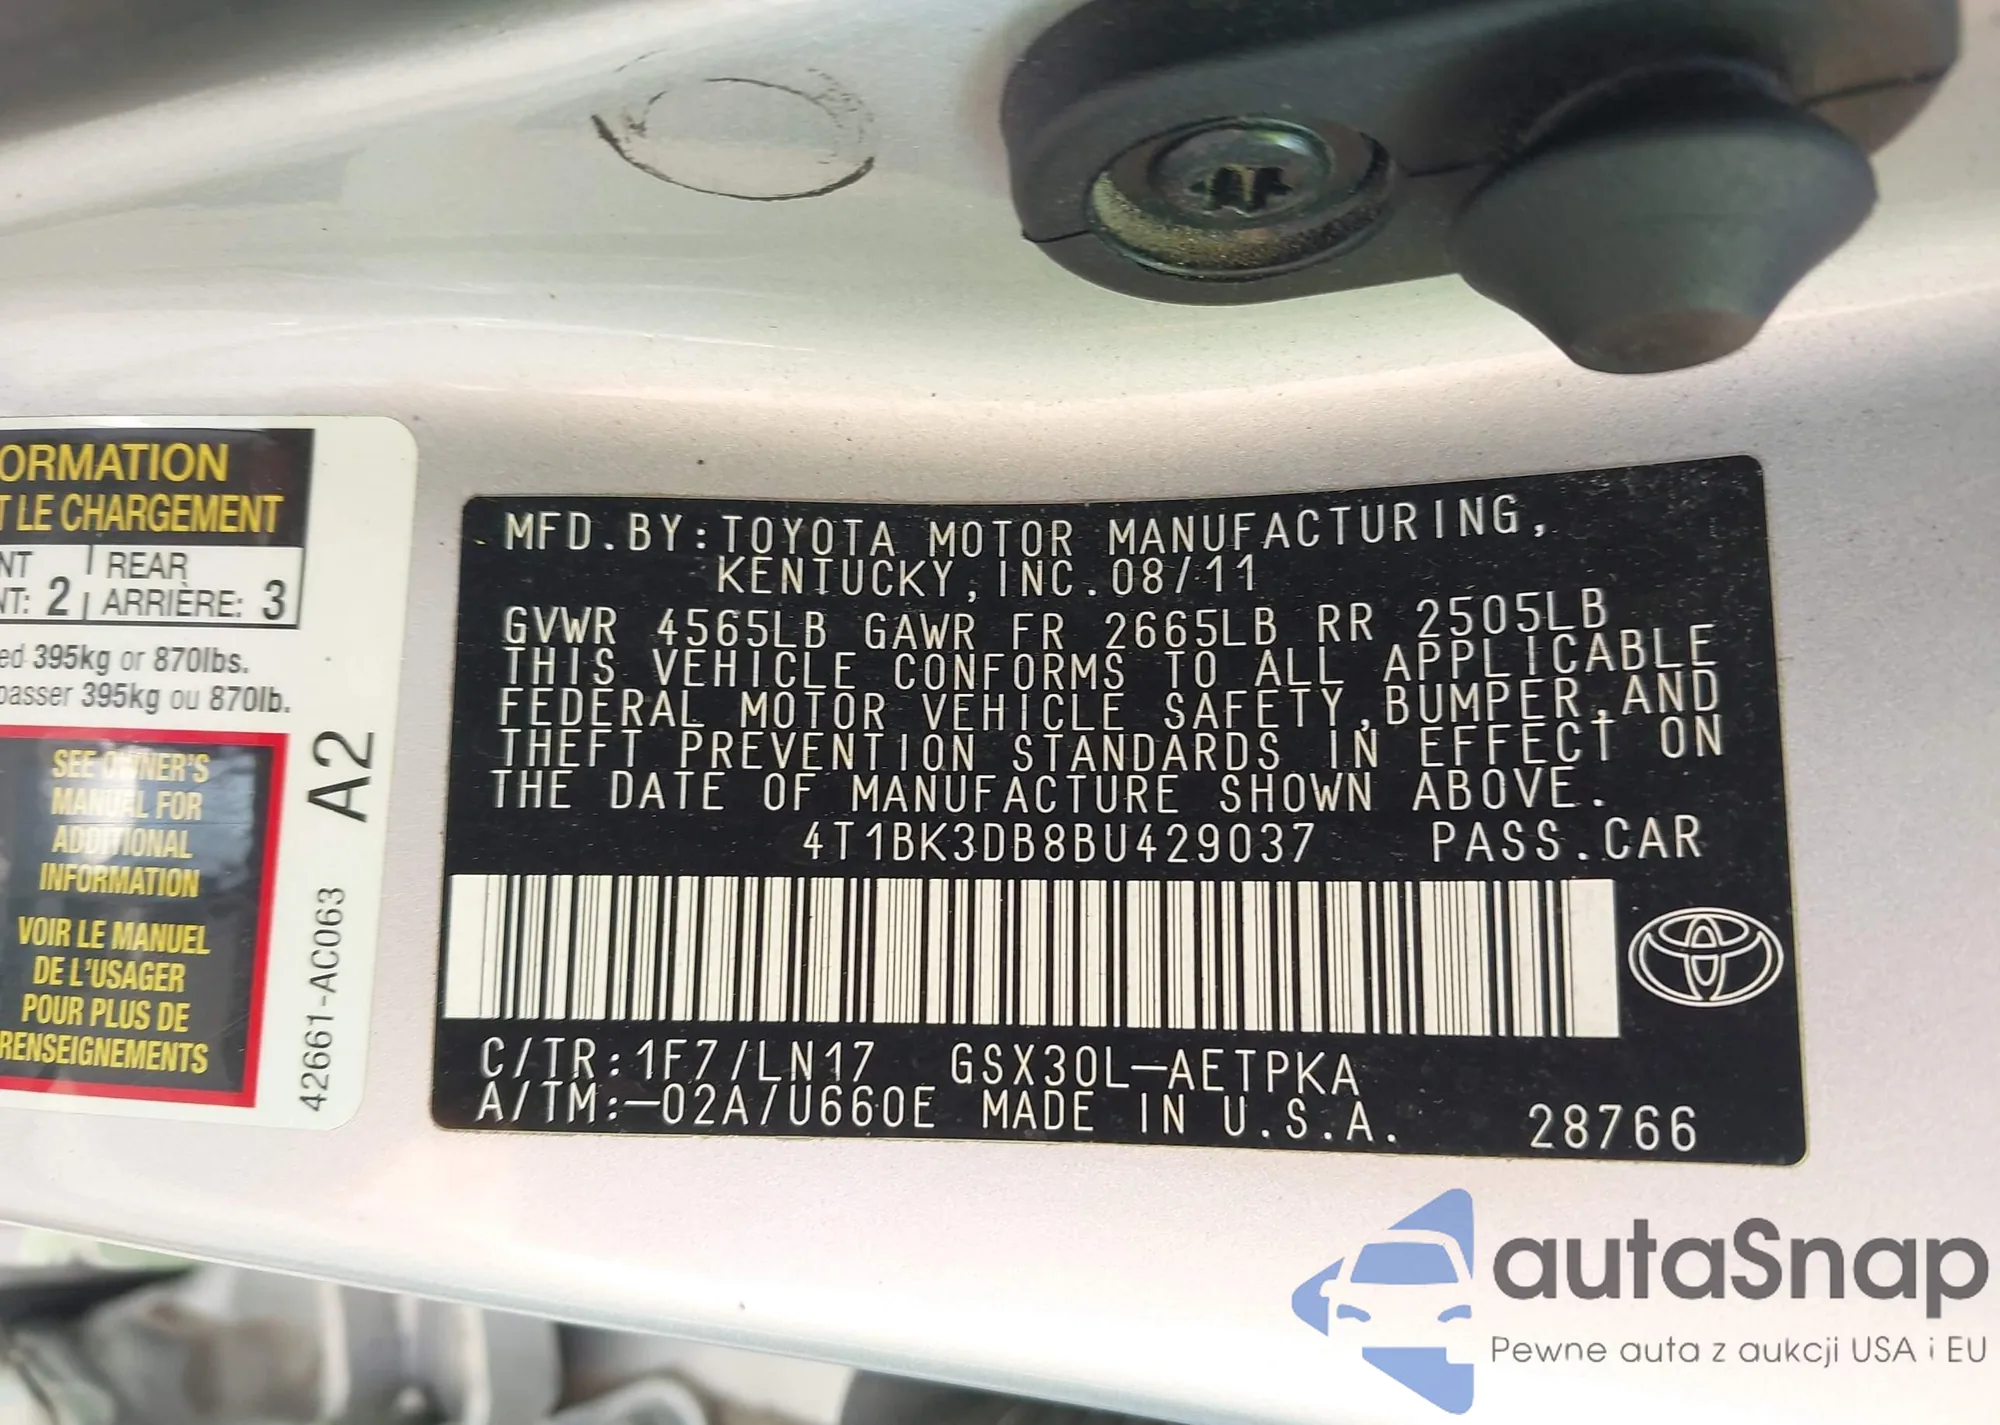 ORMATION
T LE CHARGEMENT
NT | REAR
NT: 2 | ARRIÈRE: 3
ed 395kg or 870lbs.
passer 395kg ou 870lb.
SEE OWNER'S
MANUAL FOR
ADDITIONAL
INFORMATION
VOIR LE MANUEL
DE L'USAGER
POUR PLUS DE
RENSEIGNEMENTS
A2
42661-AC063
MFD.BY:TOYOTA MOTOR MANUFACTURING,
KENTUCKY,INC.08/11
GVWR 4565LB GAWR FR 2665LB RR 2505LB
THIS VEHICLE CONFORMS TO ALL APPLICABLE
FEDERAL MOTOR VEHICLE SAFETY,BUMPER,AND
THEFT PREVENTION STANDARDS IN EFFECT ON
THE DATE OF MANUFACTURE SHOWN ABOVE.
4T1BK3DB8BU429037 PASS.CAR
C/TR:1F7/LN17 GSX30L-AETPKA
A/TM:-02A/U660E MADE IN U.S.A. 28766
autaSnap
Pewne auta z aukcji USA i EU